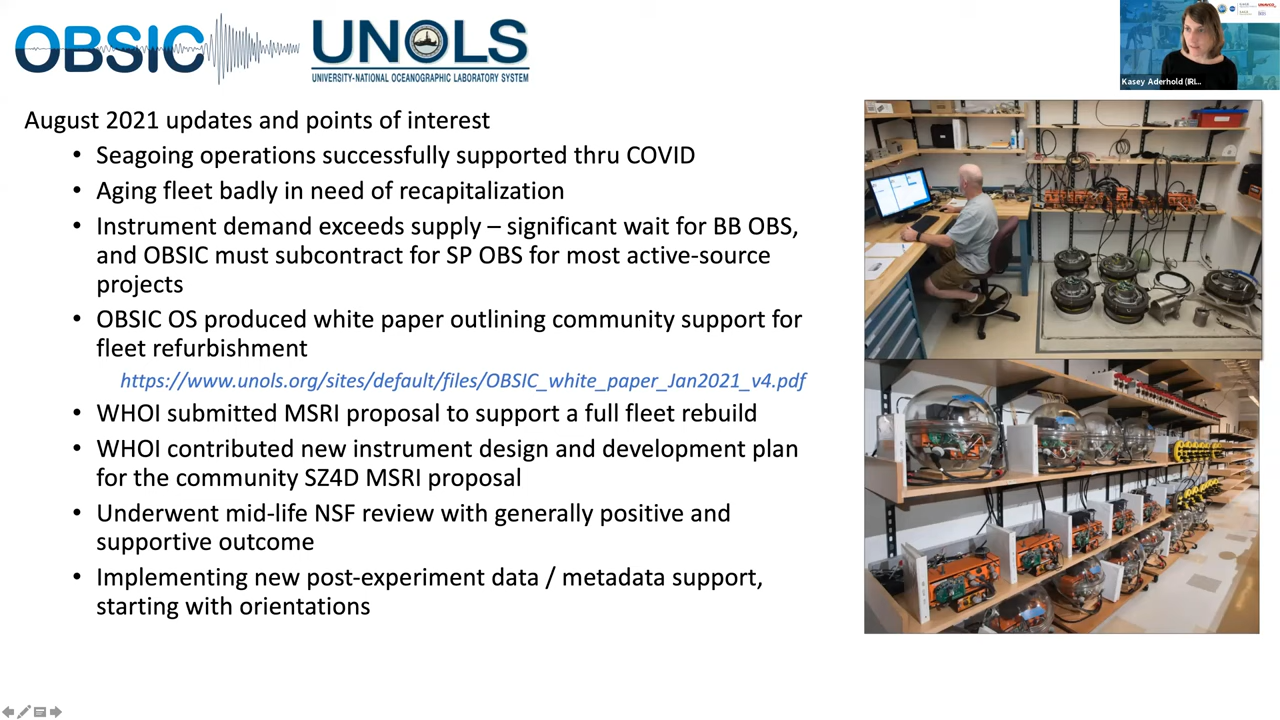 OBSIC
UNOLS
UNIVERSITY-NATIONAL OCEANOGRAPHIC LABORATORY SYSTEM
Kasey Aderhold (IRI...
August 2021 updates and points of interest
• Seagoing operations successfully supported thru COVID
• Aging fleet badly in need of recapitalization
• Instrument demand exceeds supply – significant wait for BB OBS,
and OBSIC must subcontract for SP OBS for most active-source
projects
• OBSIC OS produced white paper outlining community support for
fleet refurbishment
https://www.unols.org/sites/default/files/OBSIC_white_paper_Jan2021_v4.pdf
• WHOI submitted MSRI proposal to support a full fleet rebuild
• WHOI contributed new instrument design and development plan
for the community SZ4D MSRI proposal
• Underwent mid-life NSF review with generally positive and
supportive outcome
• Implementing new post-experiment data / metadata support,
starting with orientations